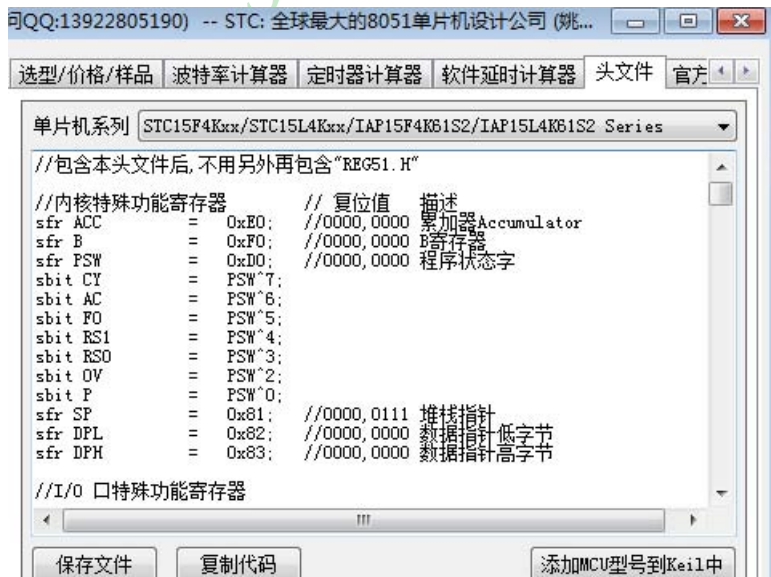 问QQ:13922805190) -- STC: 全球最大的8051单片机设计公司 (姚...
选型/价格/样品 波特率计算器 定时器计算器 软件延时计算器 头文件 官方
单片机系列 STC15F4Kxx/STC15L4Kxx/IAP15F4K61S2/IAP15L4K61S2 Series
//包含本头文件后,不用另外再包含"REG51.H"
//内核特殊功能寄存器 // 复位值 描述
sfr ACC = 0xE0; //0000,0000 累加器Accumulator
sfr B = 0xF0; //0000,0000 B寄存器
sfr PSW = 0xD0; //0000,0000 程序状态字
sbit CY = PSW^7;
sbit AC = PSW^6;
sbit F0 = PSW^5;
sbit RS1 = PSW^4;
sbit RS0 = PSW^3;
sbit OV = PSW^2;
sbit P = PSW^0;
sfr SP = 0x81; //0000,0111 堆栈指针
sfr DPL = 0x82; //0000,0000 数据指针低字节
sfr DPH = 0x83; //0000,0000 数据指针高字节
//I/O 口特殊功能寄存器
保存文件 复制代码 添加MCU型号到Keil中